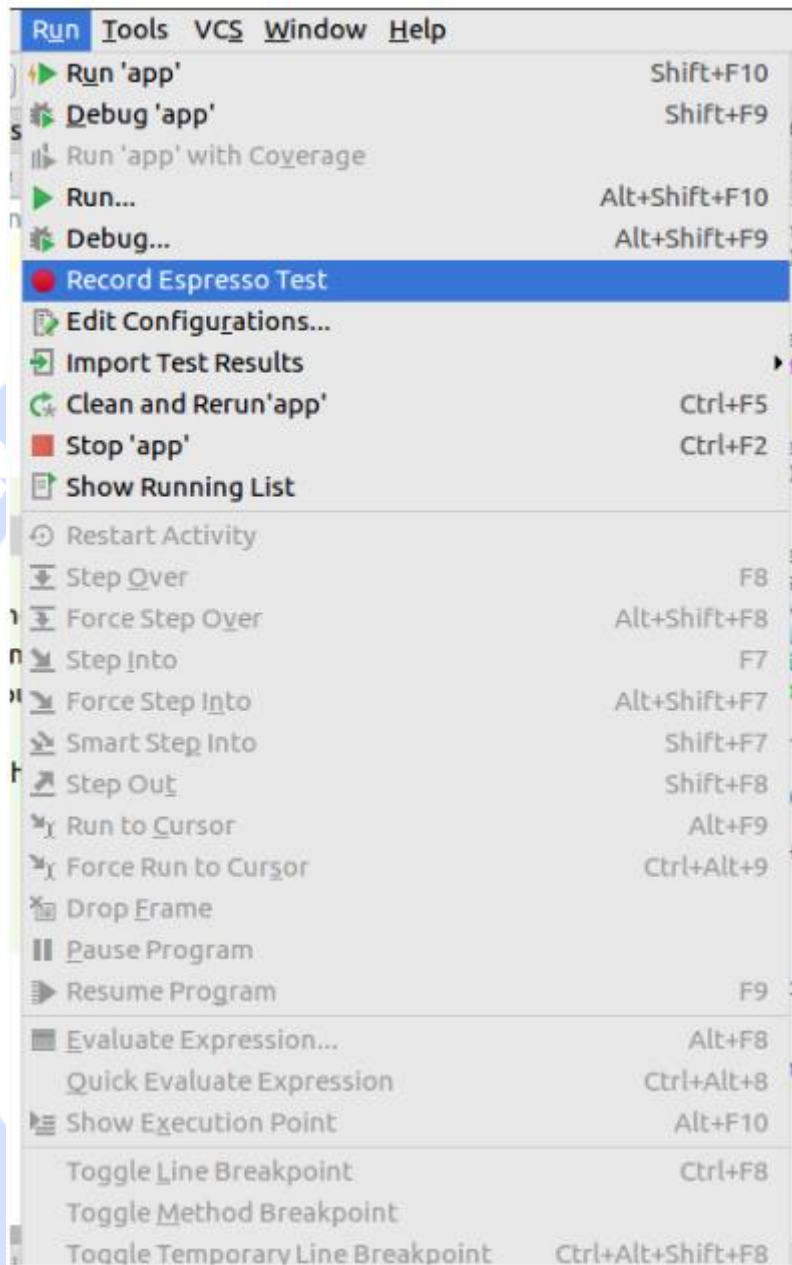 Run Tools VCS Window Help
Run 'app' Shift+F10
Debug 'app' Shift+F9
Run 'app' with Coverage
Run... Alt+Shift+F10
Debug... Alt+Shift+F9
Record Espresso Test
Edit Configurations...
Import Test Results
Clean and Rerun'app' Ctrl+F5
Stop 'app' Ctrl+F2
Show Running List
Restart Activity
Step Over F8
Force Step Over Alt+Shift+F8
Step Into F7
Force Step Into Alt+Shift+F7
Smart Step Into Shift+F7
Step Out Shift+F8
Run to Cursor Alt+F9
Force Run to Cursor Ctrl+Alt+9
Drop Frame
Pause Program
Resume Program F9
Evaluate Expression... Alt+F8
Quick Evaluate Expression Ctrl+Alt+8
Show Execution Point Alt+F10
Toggle Line Breakpoint Ctrl+F8
Toggle Method Breakpoint
Toggle Temporary Line Breakpoint Ctrl+Alt+Shift+F8